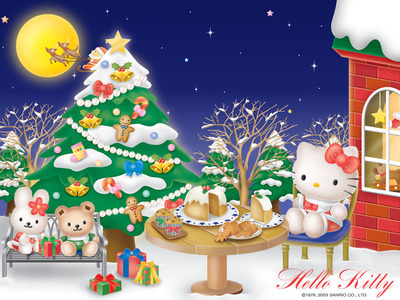 Hello Kitty
©1976, 2003 SANRIO CO., LTD.